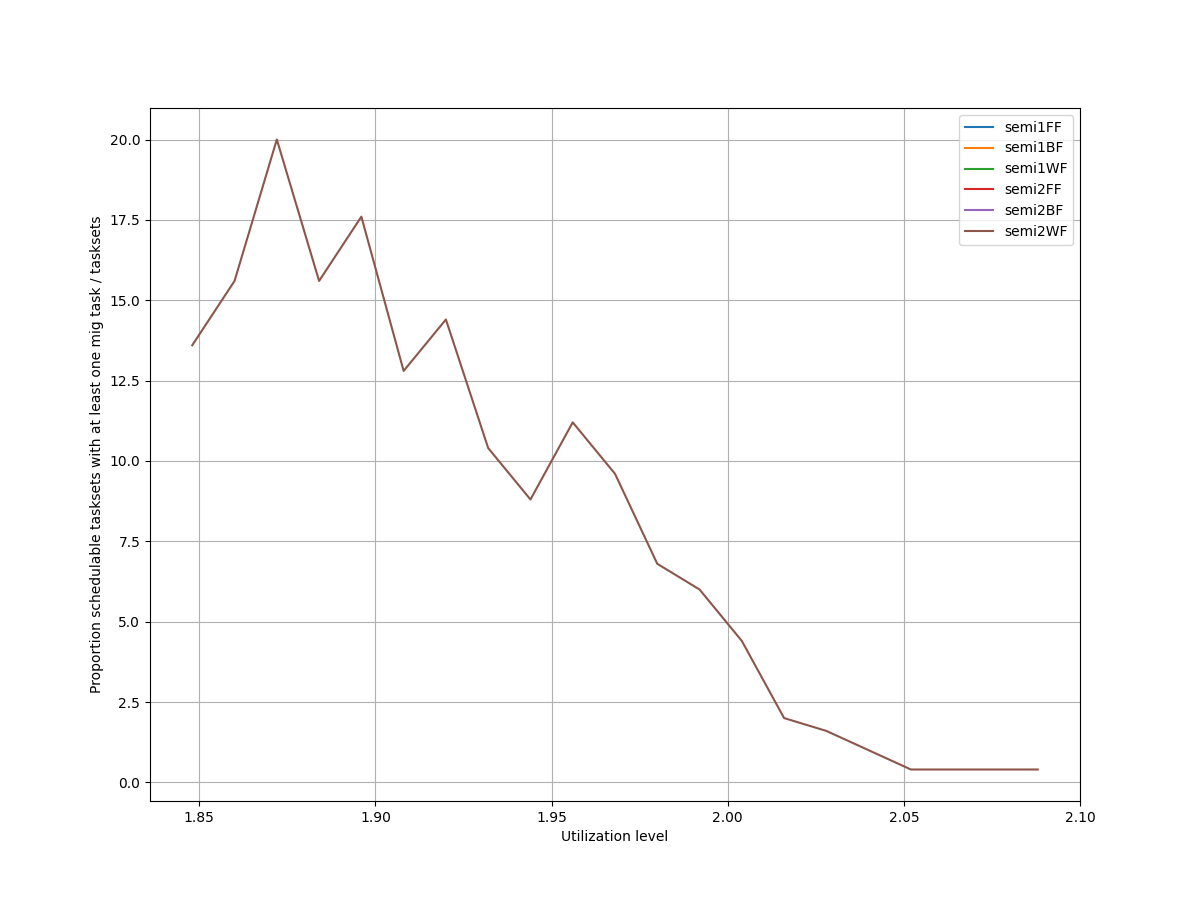 20.0
17.5
15.0
12.5
10.0
7.5
5.0
2.5
0.0
Proportion schedulable tasksets with at least one mig task / tasksets
semi1FF
semi1BF
semi1WF
semi2FF
semi2BF
semi2WF
1.85 1.90 1.95 2.00 2.05 2.10
Utilization level